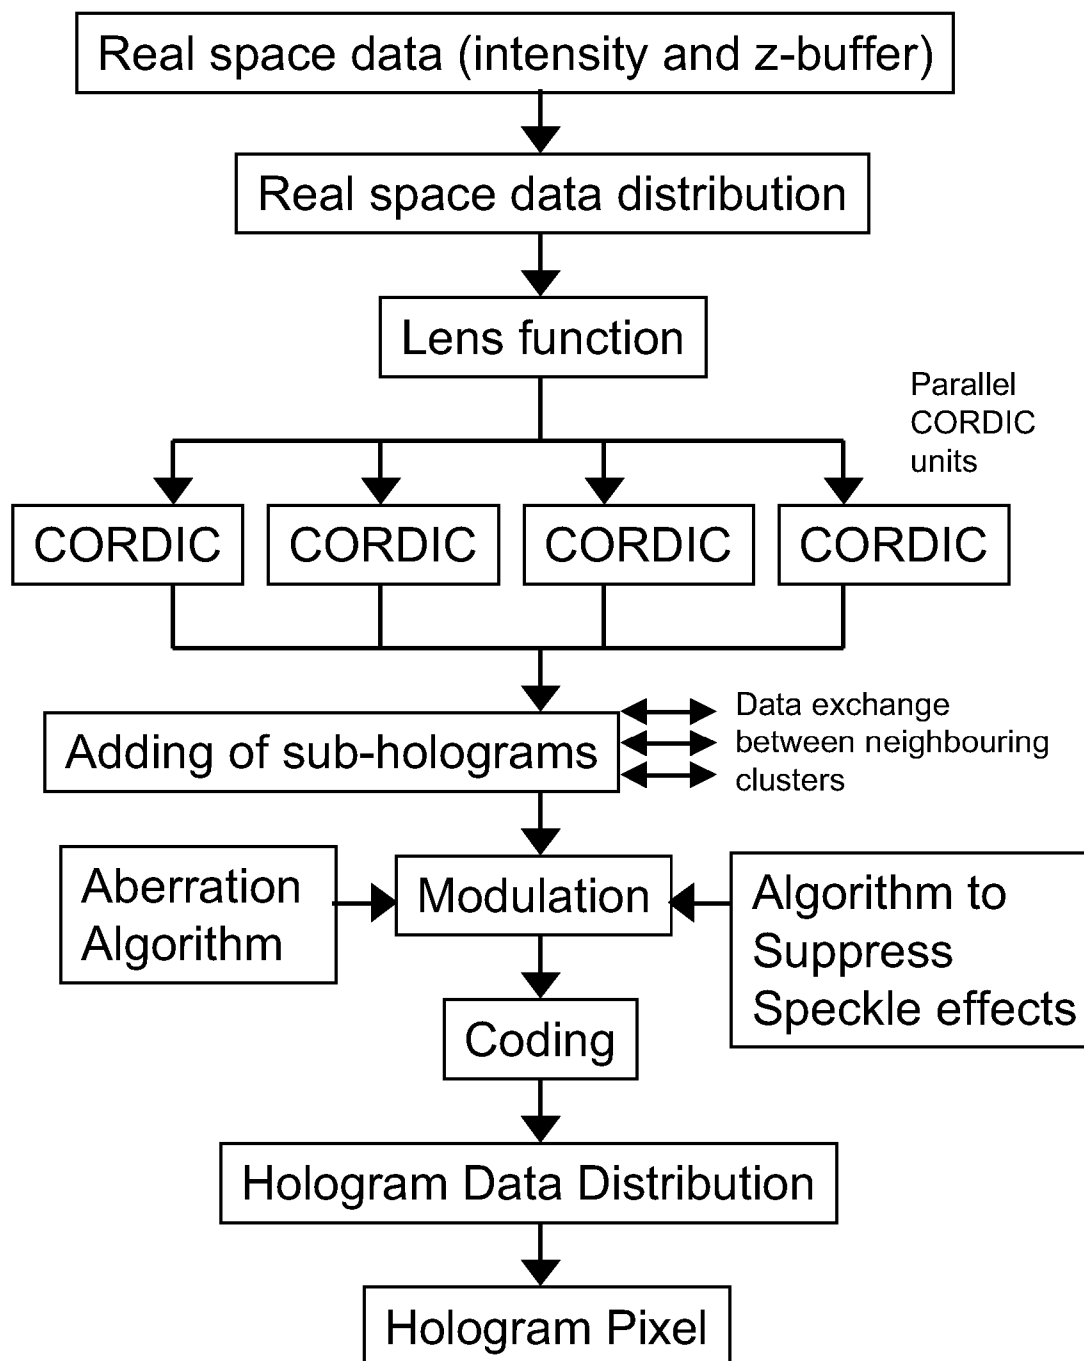 Real space data (intensity and z-buffer)
Real space data distribution
Lens function
Parallel
CORDIC
units
CORDIC
CORDIC
CORDIC
CORDIC
Adding of sub-holograms
Data exchange
between neighbouring
clusters
Aberration
Algorithm
Modulation
Algorithm to
Suppress
Speckle effects
Coding
Hologram Data Distribution
Hologram Pixel